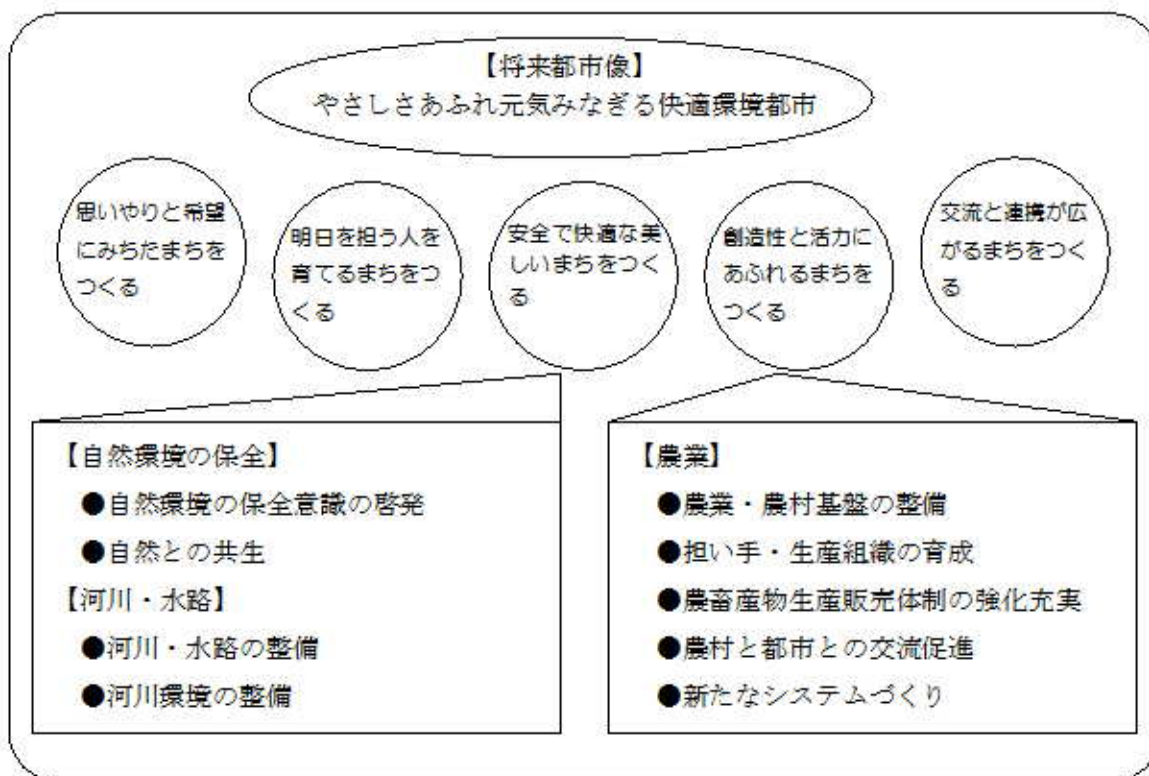 【将来都市像】
やさしさあふれ元気みなぎる快適環境都市
思いやりと希望
にみちたまちを
つくる
明日を担う人を
育てるまちをつ
くる
安全で快適な美
しいまちをつく
る
創造性と活力に
あふれるまちを
つくる
交流と連携が広
がるまちをつく
る
【自然環境の保全】
●自然環境の保全意識の啓発
●自然との共生
【河川・水路】
●河川・水路の整備
●河川環境の整備
【農業】
●農業・農村基盤の整備
●担い手・生産組織の育成
●農畜産物生産販売体制の強化充実
●農村と都市との交流促進
●新たなシステムづくり